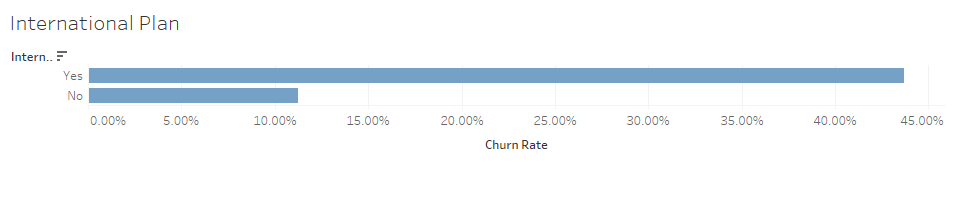 International Plan
Intern..
Yes
No
0.00% 5.00% 10.00% 15.00% 20.00% 25.00% 30.00% 35.00% 40.00% 45.00%
Churn Rate